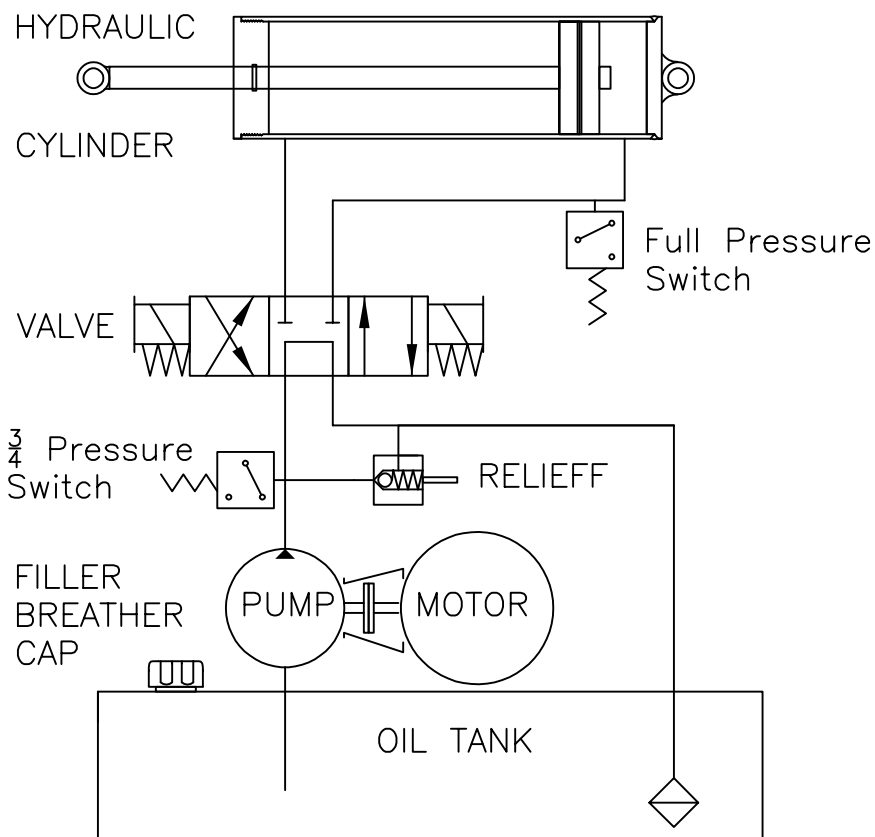 HYDRAULIC
CYLINDER
Full Pressure
Switch
VALVE
3/4 Pressure
Switch
RELIEFF
FILLER
BREATHER
CAP
PUMP
MOTOR
OIL TANK